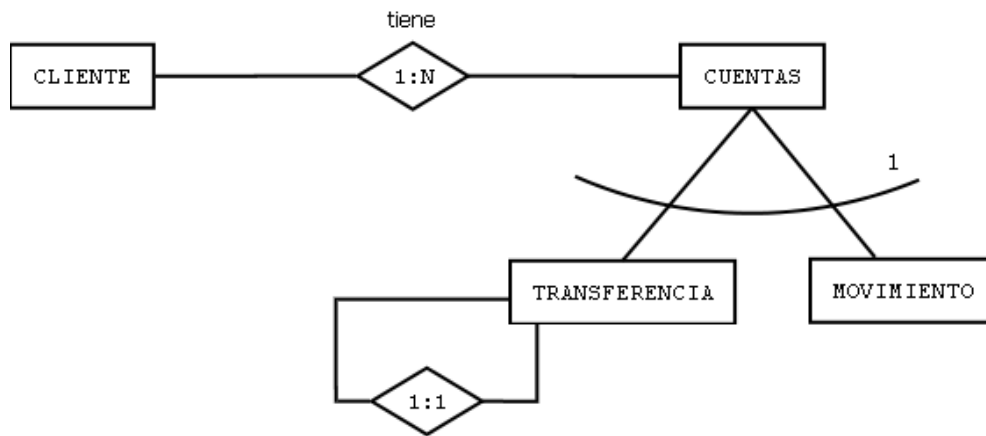 tiene
CLIENTE
1:N
CUENTAS
1
TRANSFERENCIA
MOVIMIENTO
1:1